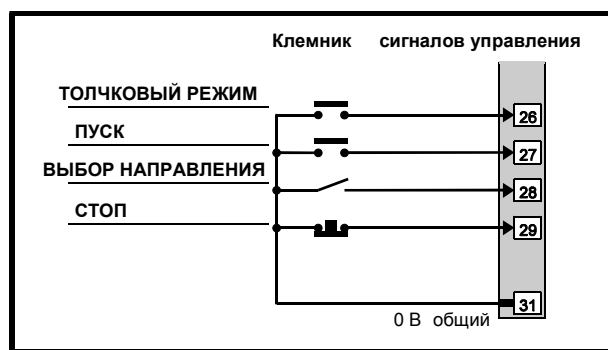 Клемник сигналов управления
ТОЛЧКОВЫЙ РЕЖИМ
26
ПУСК
27
ВЫБОР НАПРАВЛЕНИЯ
28
СТОП
29
31
0 В общий